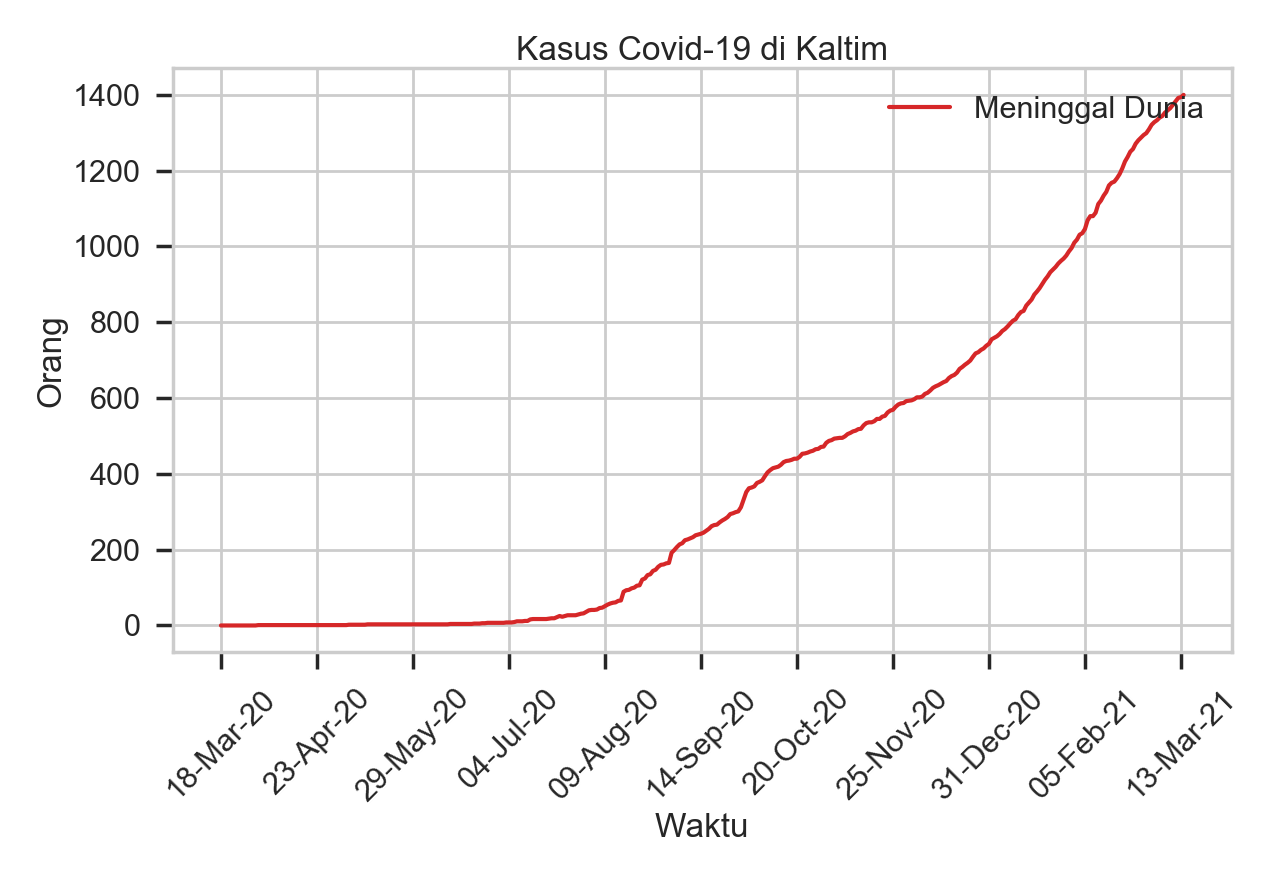 Kasus Covid-19 di Kaltim
Meninggal Dunia
1400
1200
1000
800
600
400
200
0
Orang
18-Mar-20
23-Apr-20
29-May-20
04-Jul-20
09-Aug-20
14-Sep-20
20-Oct-20
25-Nov-20
31-Dec-20
05-Feb-21
13-Mar-21
Waktu